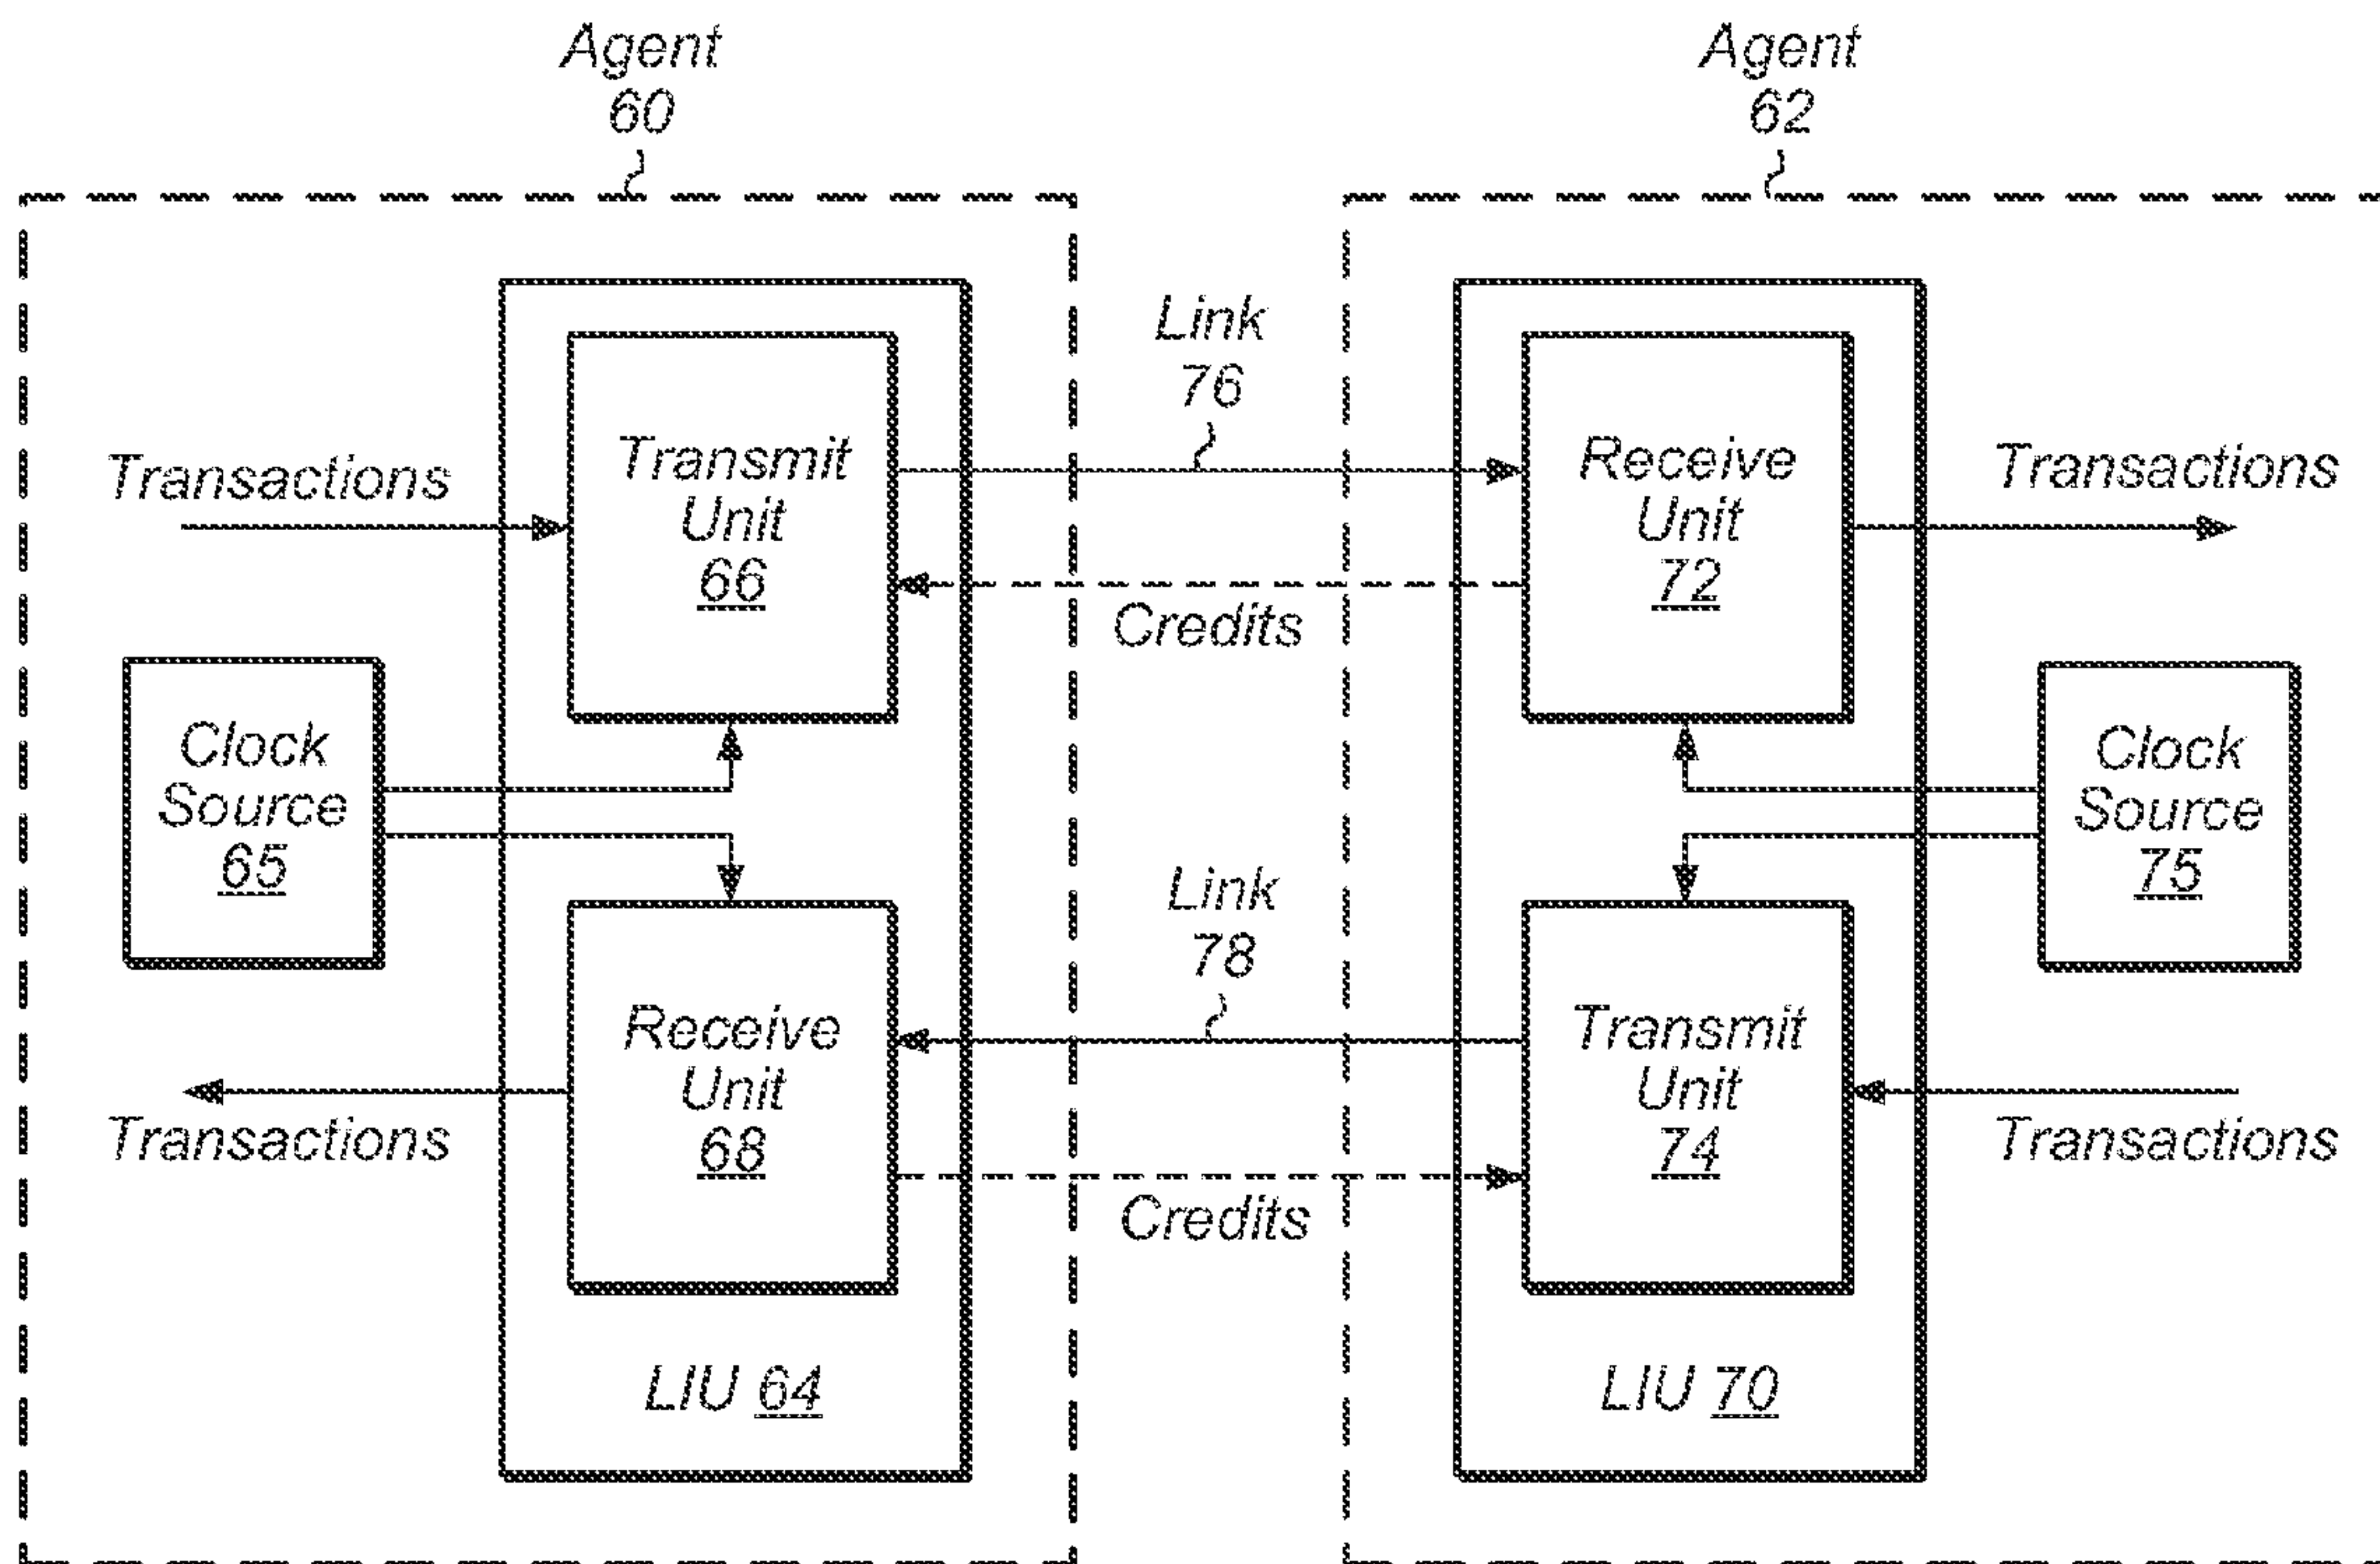 Agent
60
Agent
62
Link
76
Transmit
Unit
66
Receive
Unit
72
Transactions
Transactions
Credits
Clock
Source
65
Clock
Source
75
Link
78
Receive
Unit
68
Transmit
Unit
74
Transactions
Transactions
Credits
LIU 64
LIU 70